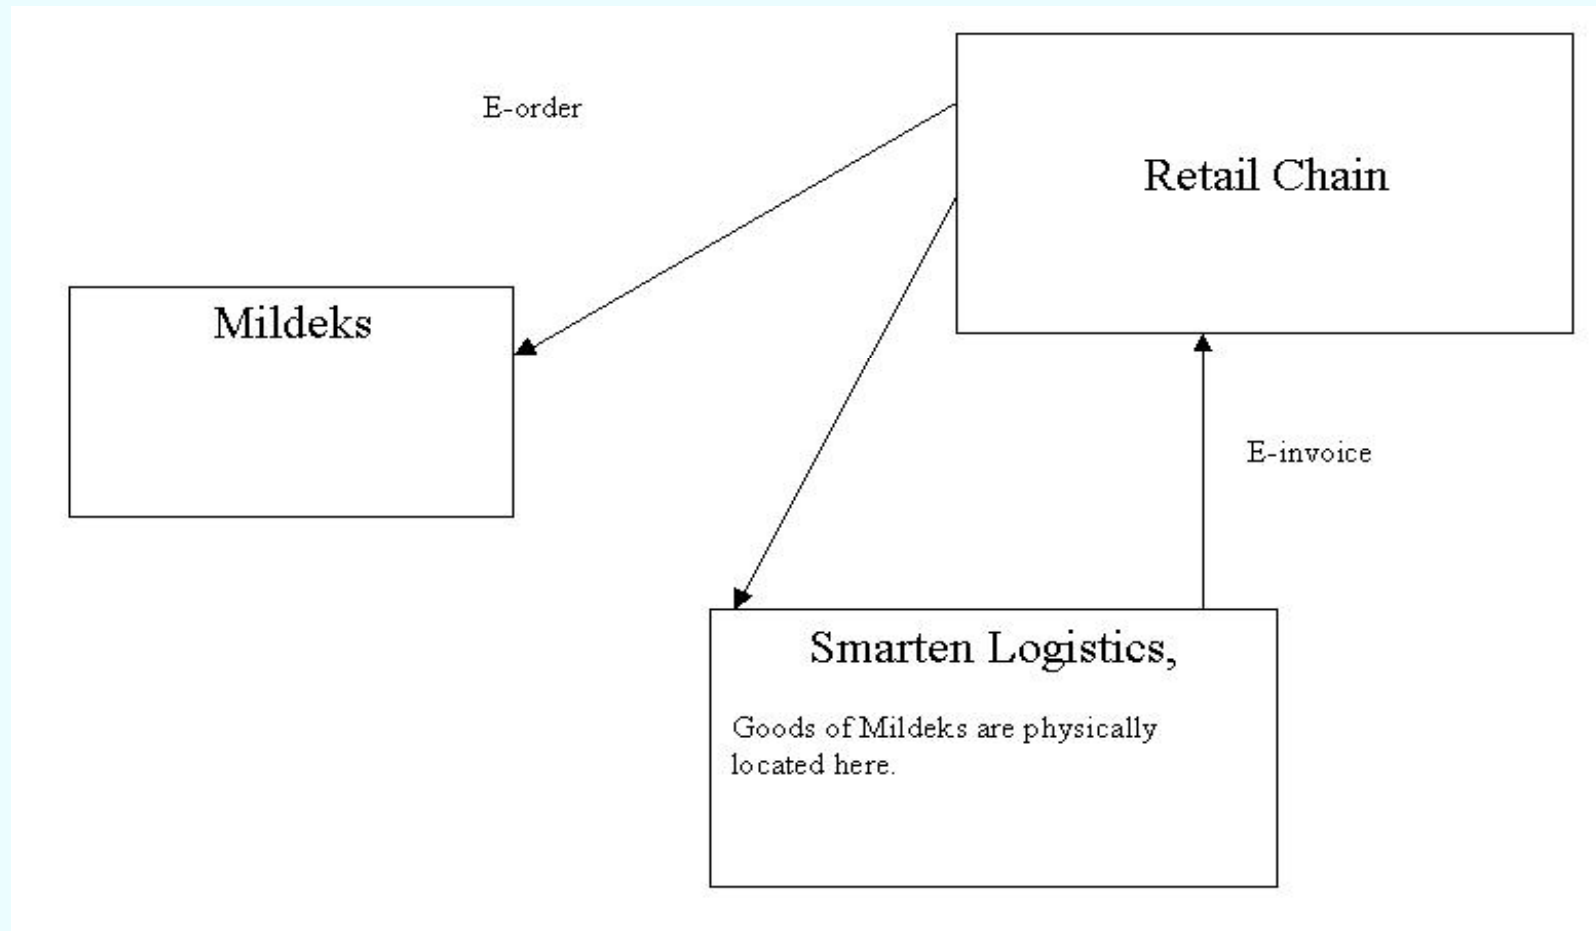 E-order
Retail Chain
Mildeks
E-invoice
Smarten Logistics,
Goods of Mildeks are physically
located here.